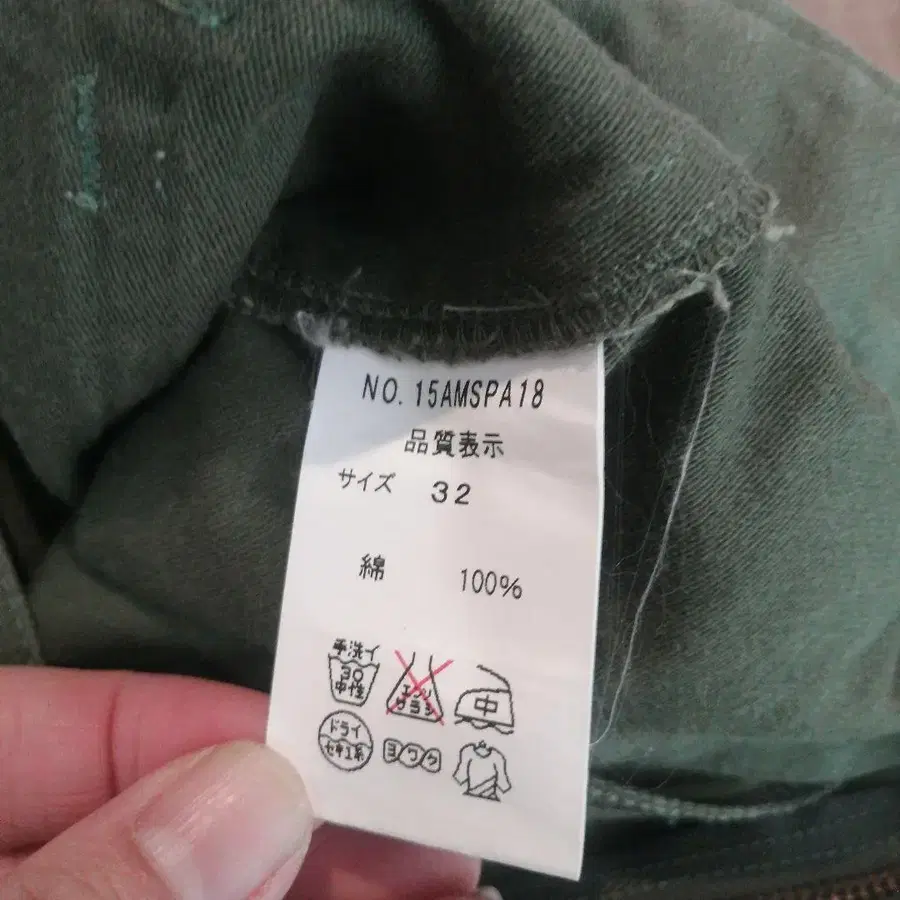 NO. 15AMSPA18
品質表示
サイズ 32
綿 100%
手洗イ
30
中性
エンソ
サラシ
中
ドライ
セキユ系
ヨワク